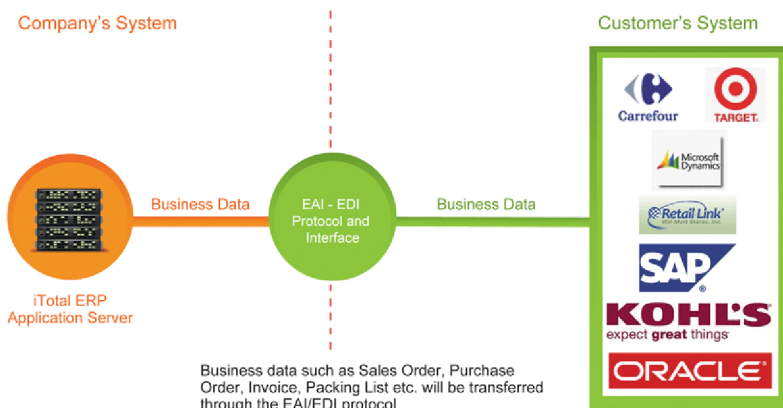 Company's System
Customer's System
Carrefour
TARGET.
Microsoft
Dynamics
Business Data
EAI - EDI
Protocol and
Interface
Business Data
Retail Link
SAP
iTotal ERP
Application Server
KOHL'S
expect great things
ORACLE
Business data such as Sales Order, Purchase
Order, Invoice, Packing List etc. will be transferred
through the EAI/EDI protocol